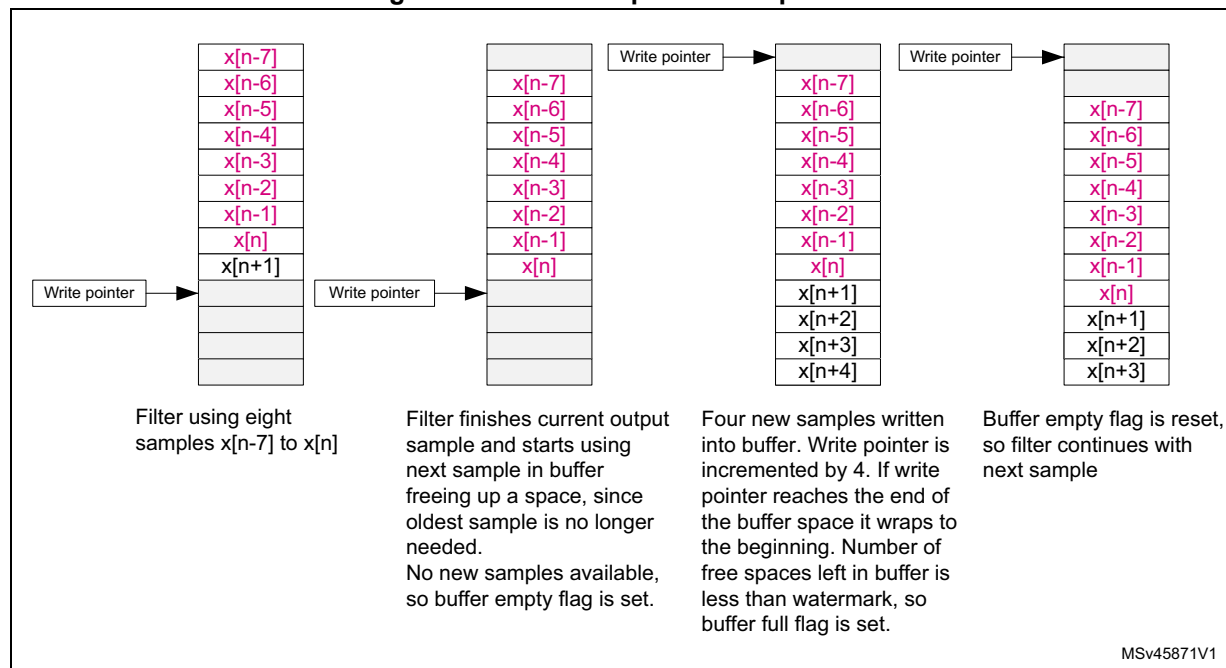 x[n-7]
x[n-6]
x[n-5]
x[n-4]
x[n-3]
x[n-2]
x[n-1]
x[n]
x[n+1]
Write pointer
Filter using eight
samples x[n-7] to x[n]
x[n-7]
x[n-6]
x[n-5]
x[n-4]
x[n-3]
x[n-2]
x[n-1]
x[n]
Write pointer
Filter finishes current output
sample and starts using
next sample in buffer
freeing up a space, since
oldest sample is no longer
needed.
No new samples available,
so buffer empty flag is set.
Write pointer
x[n-7]
x[n-6]
x[n-5]
x[n-4]
x[n-3]
x[n-2]
x[n-1]
x[n]
x[n+1]
x[n+2]
x[n+3]
x[n+4]
Four new samples written
into buffer. Write pointer is
incremented by 4. If write
pointer reaches the end of
the buffer space it wraps to
the beginning. Number of
free spaces left in buffer is
less than watermark, so
buffer full flag is set.
Write pointer
x[n-7]
x[n-6]
x[n-5]
x[n-4]
x[n-3]
x[n-2]
x[n-1]
x[n]
x[n+1]
x[n+2]
x[n+3]
Buffer empty flag is reset,
so filter continues with
next sample
MSv45871V1